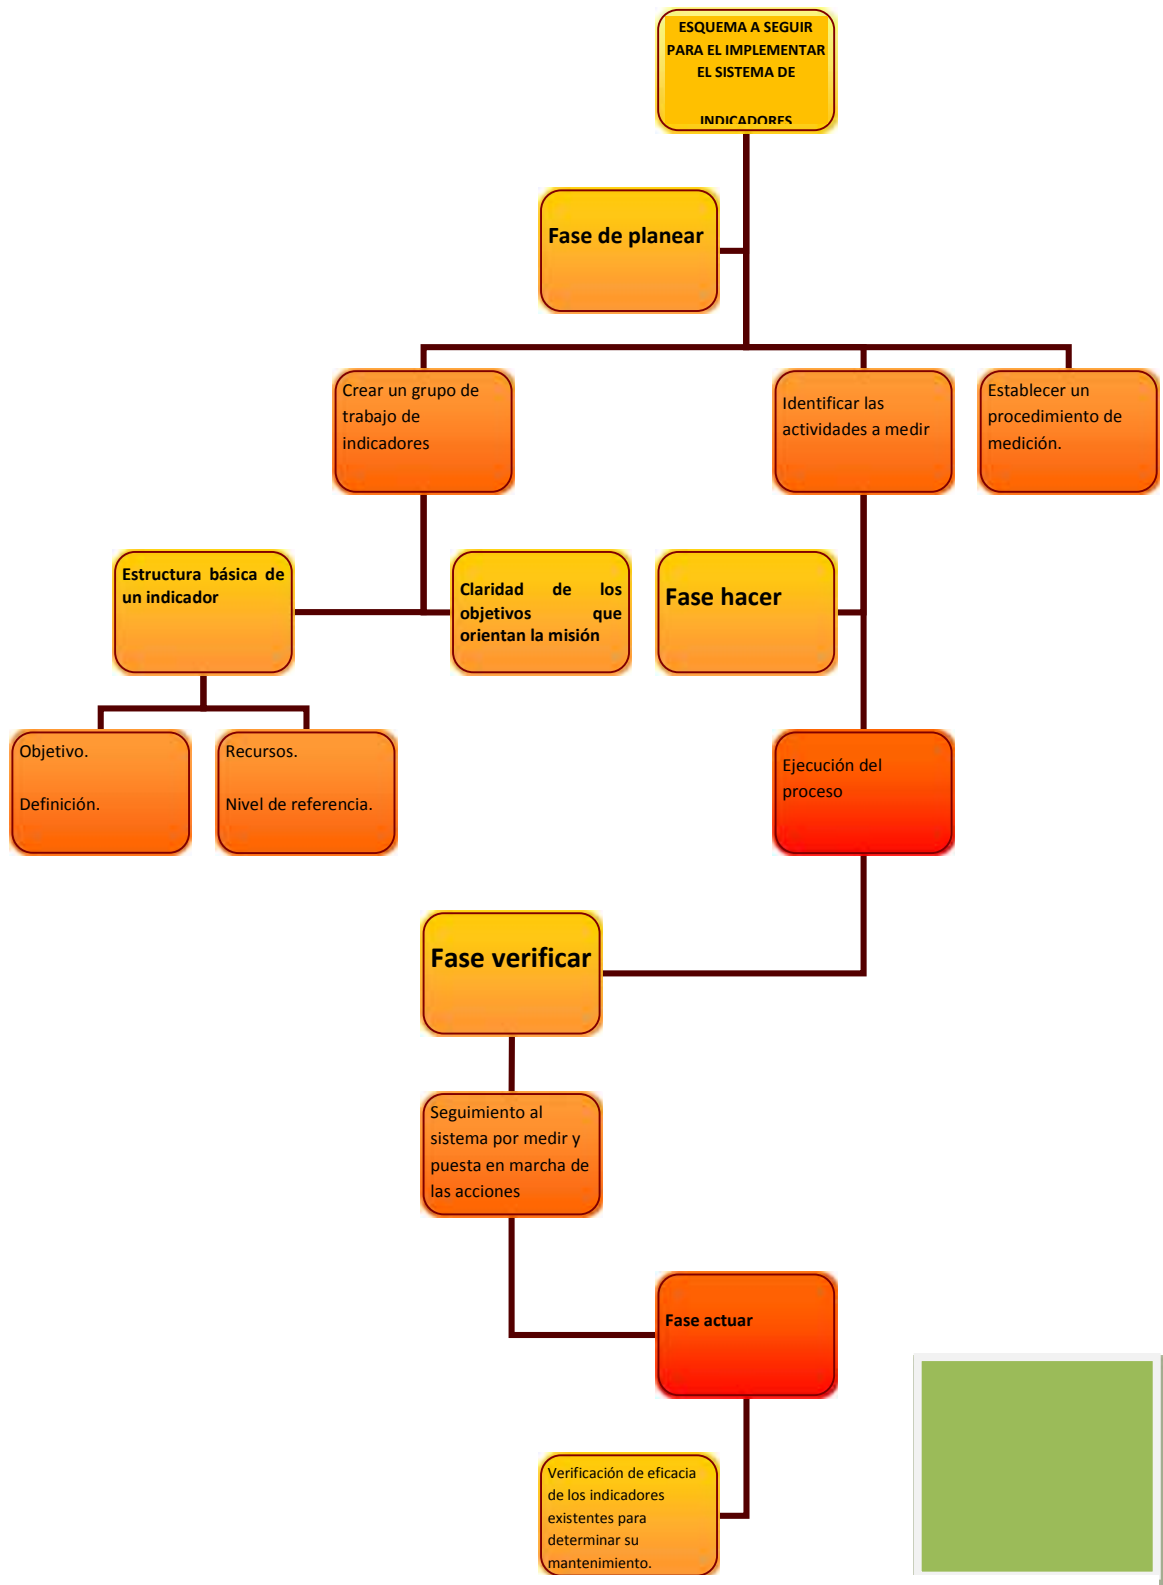 ESQUEMA A SEGUIR
PARA EL IMPLEMENTAR
EL SISTEMA DE
INDICADORES
Fase de planear
Crear un grupo de
trabajo de
indicadores
Identificar las
actividades a medir
Establecer un
procedimiento de
medición.
Estructura básica de
un indicador
Claridad de los
objetivos que
orientan la misión
Fase hacer
Objetivo.
Definición.
Recursos.
Nivel de referencia.
Ejecución del
proceso
Fase verificar
Seguimiento al
sistema por medir y
puesta en marcha de
las acciones
Fase actuar
Verificación de eficacia
de los indicadores
existentes para
determinar su
mantenimiento.